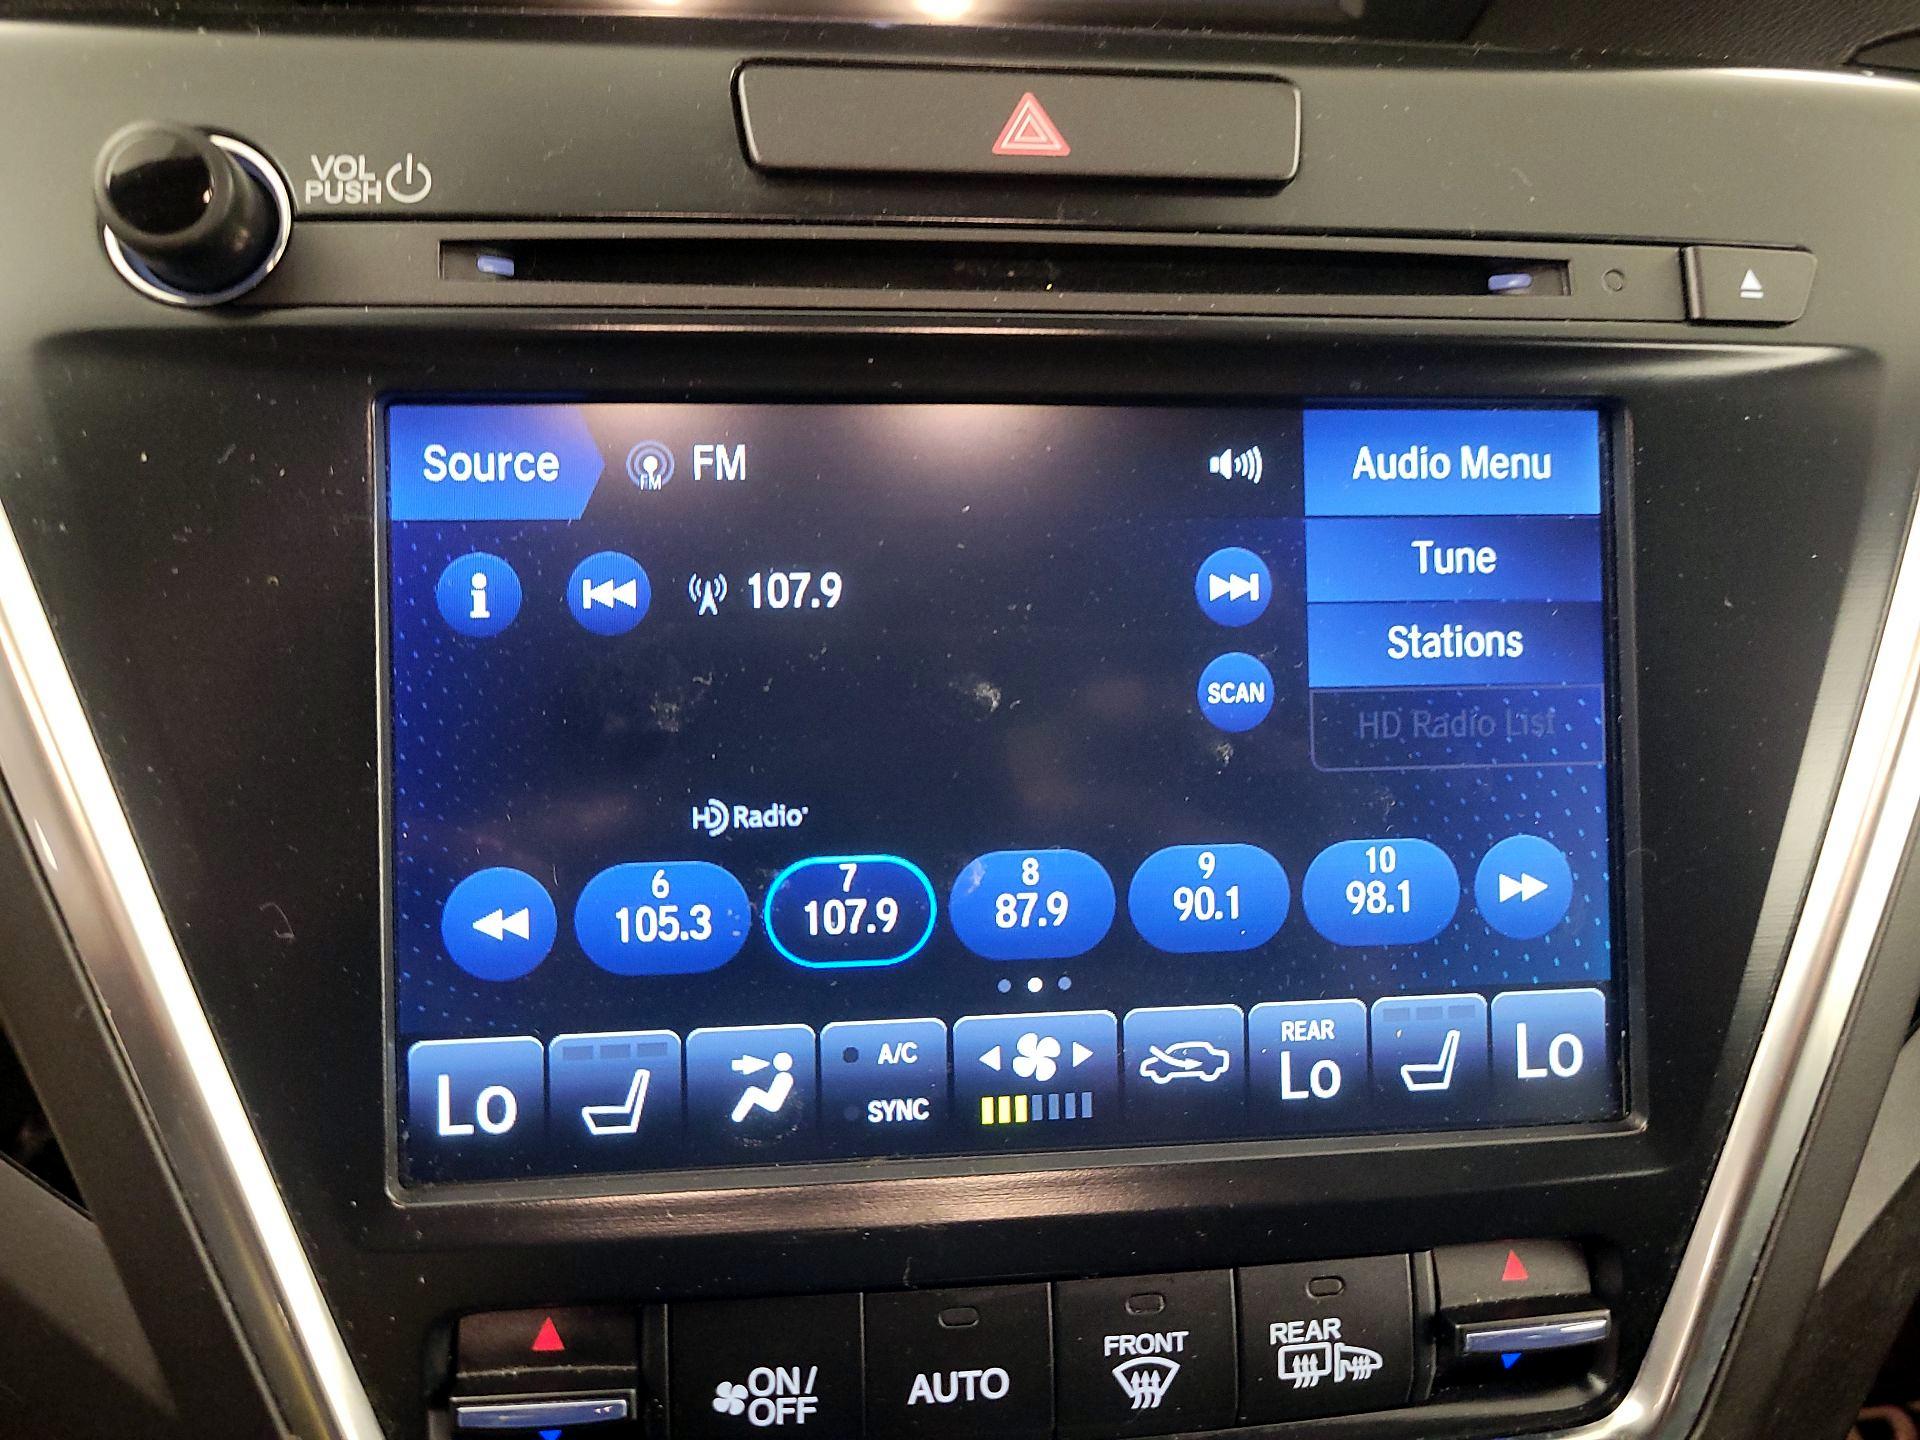 VOL
PUSH
Source
FM
FM
Audio Menu
107.9
Tune
Stations
SCAN
HD Radio List
HD Radio
6
105.3
7
107.9
8
87.9
9
90.1
10
98.1
Lo
A/C
SYNC
REAR
Lo
Lo
ON/
OFF
AUTO
FRONT
REAR